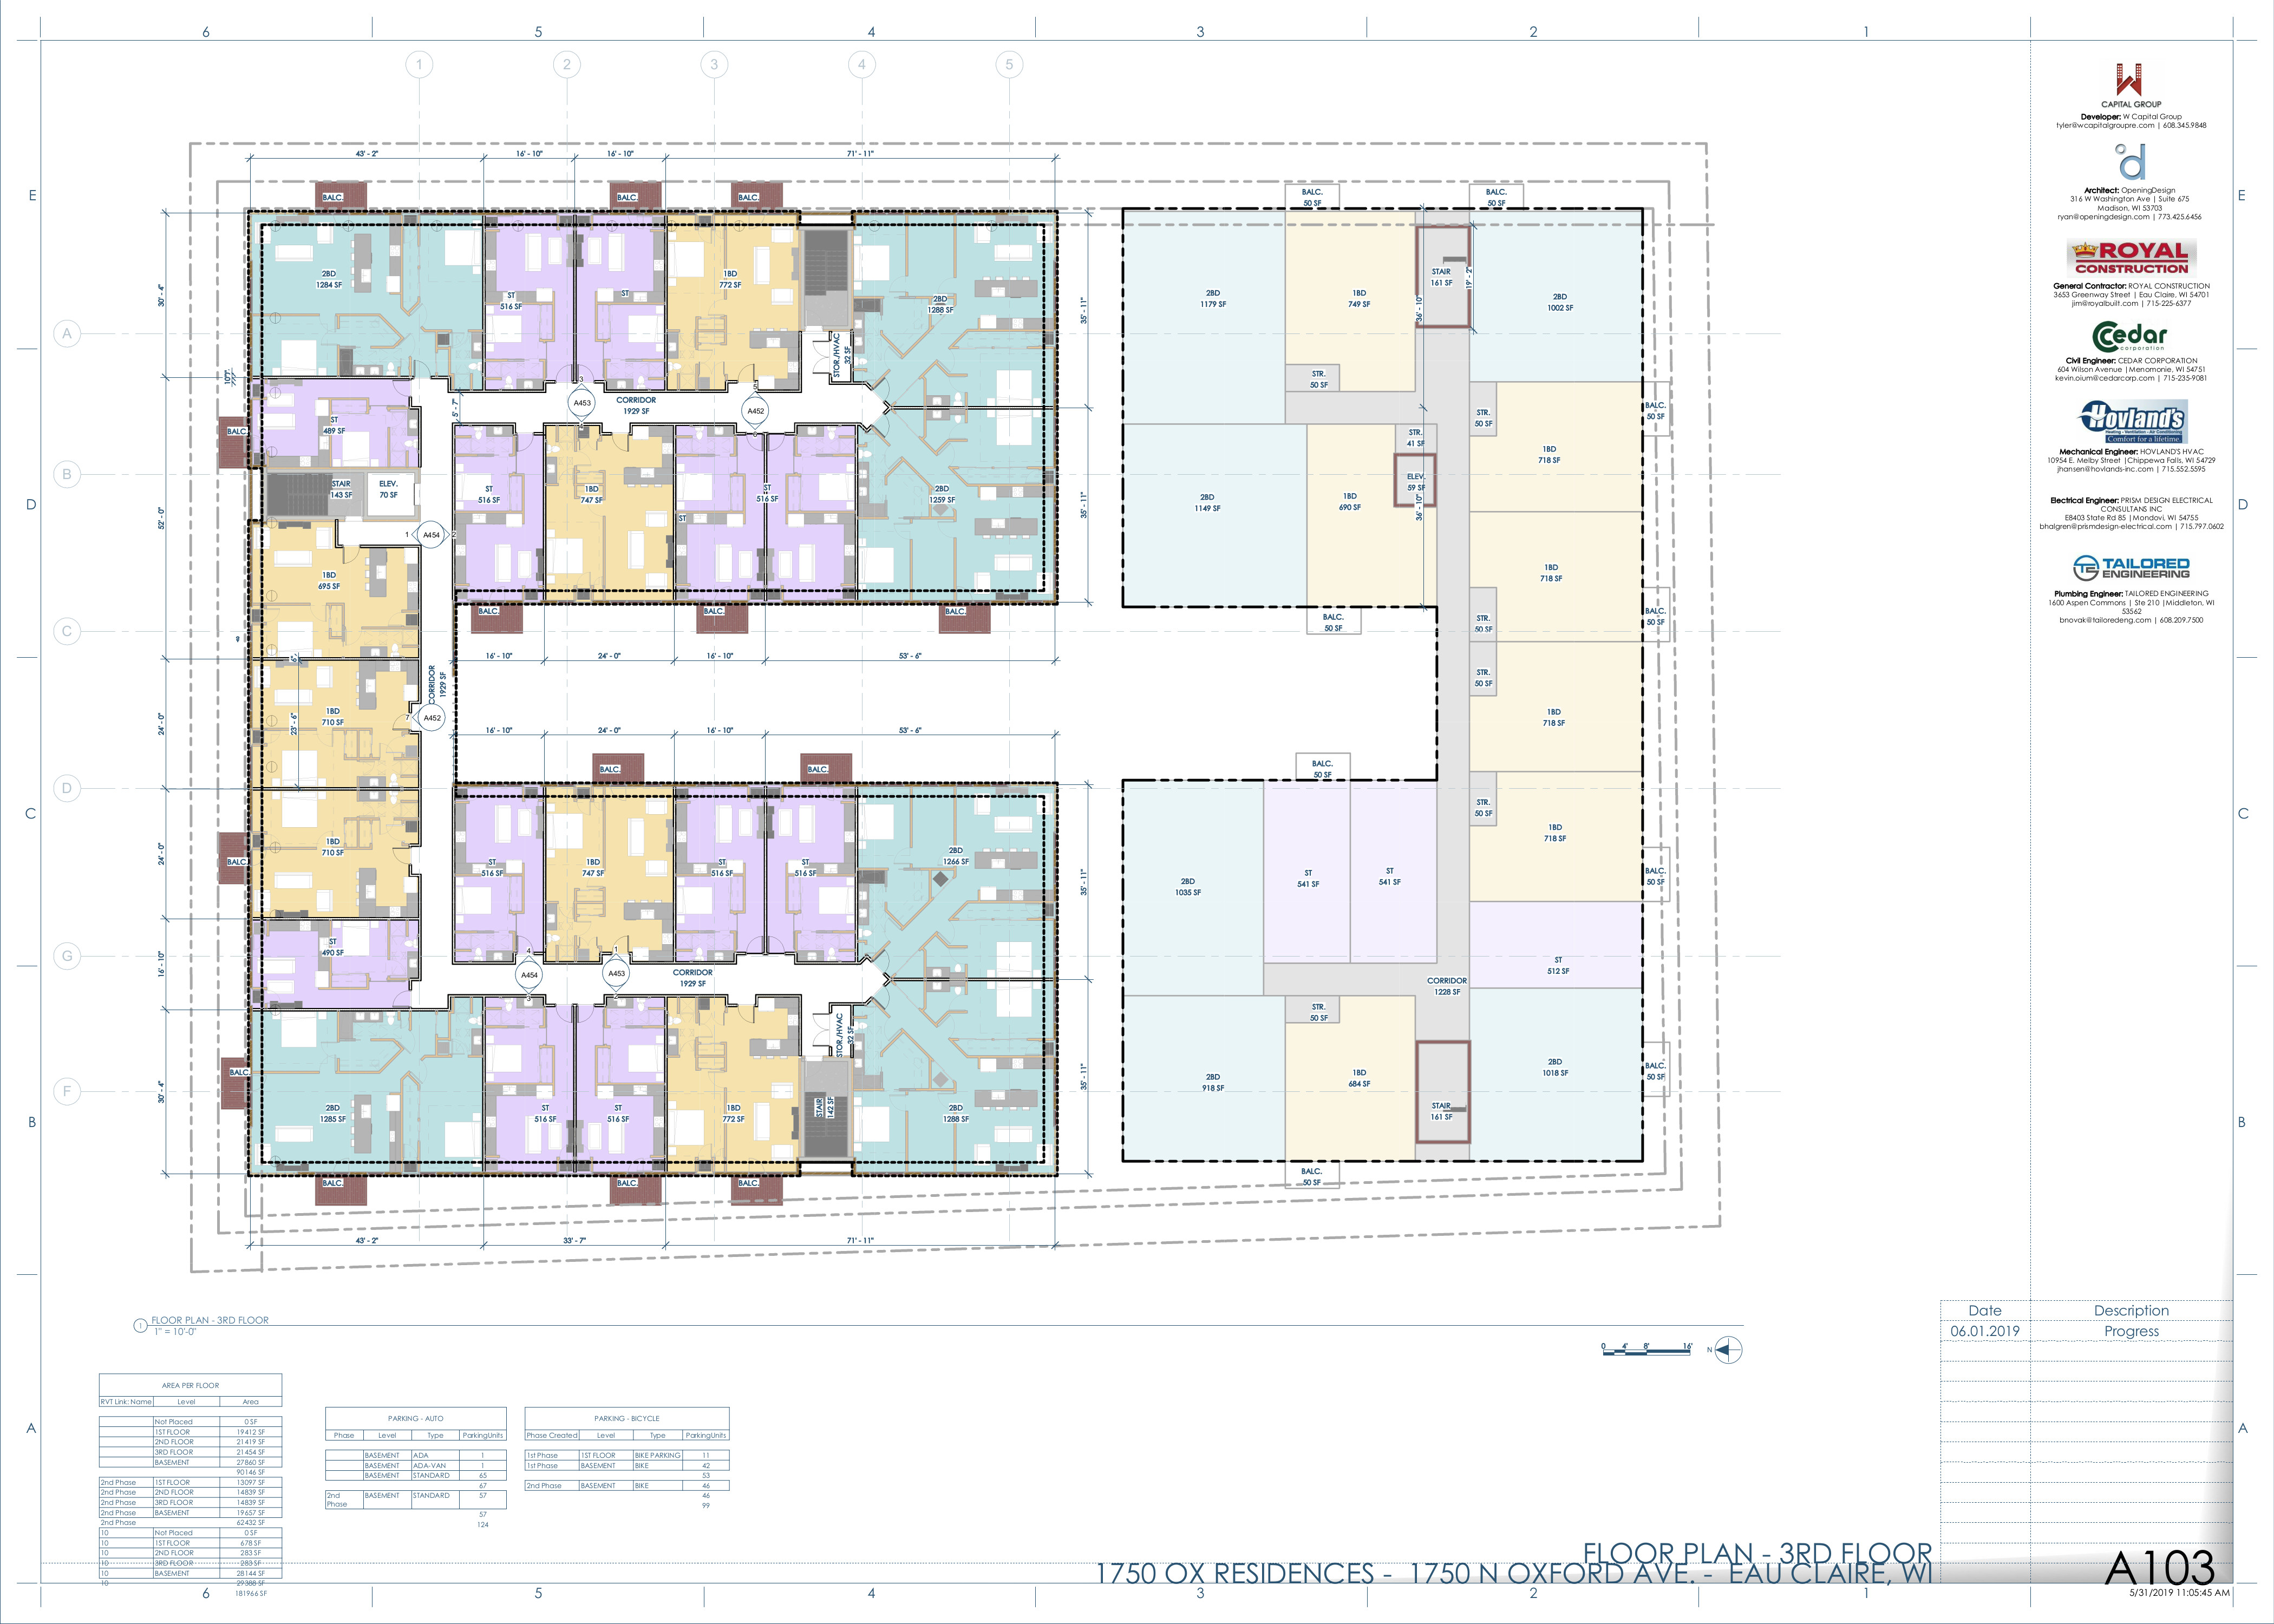 6
5
4
3
2
1
1
2
3
4
5
E
D
C
B
A
A
B
C
D
G
F
E
D
C
B
A
43' - 2"
16' - 10"
16' - 10"
71' - 11"
BALC.
BALC.
BALC.
2BD
1284 SF
ST
516 SF
ST
1BD
772 SF
2BD
1288 SF
STOR./HVAC
32 SF
30' - 4"
35' - 11"
5' - 7"
3
A453
CORRIDOR
1929 SF
A452
ST
489 SF
BALC.
STAIR
143 SF
ELEV.
70 SF
ST
516 SF
1BD
747 SF
ST
ST
516 SF
2BD
1259 SF
35' - 11"
52' - 0"
1
A454
2
1BD
695 SF
BALC.
BALC.
BALC.
16' - 10"
24' - 0"
16' - 10"
53' - 6"
CORRIDOR
1929 SF
1BD
710 SF
23' - 6"
24' - 0"
7
A452
16' - 10"
24' - 0"
16' - 10"
53' - 6"
BALC.
BALC.
1BD
710 SF
BALC.
24' - 0"
ST
516 SF
1BD
747 SF
ST
516 SF
ST
516 SF
2BD
1266 SF
35' - 11"
ST
490 SF
16' - 10"
4
A454
3
1
A453
2
CORRIDOR
1929 SF
STOR./HVAC
32 SF
BALC.
30' - 4"
2BD
1285 SF
ST
516 SF
ST
516 SF
1BD
772 SF
STAIR
142 SF
2BD
1288 SF
35' - 11"
BALC.
BALC.
BALC.
43' - 2"
33' - 7"
71' - 11"
BALC.
50 SF
BALC.
50 SF
2BD
1179 SF
1BD
749 SF
STAIR
161 SF
19' - 2"
36' - 10"
2BD
1002 SF
STR.
50 SF
STR.
50 SF
BALC.
50 SF
STR.
41 SF
1BD
718 SF
2BD
1149 SF
1BD
690 SF
ELEV.
59 SF
36' - 10"
1BD
718 SF
BALC.
50 SF
STR.
50 SF
BALC.
50 SF
STR.
50 SF
1BD
718 SF
BALC.
50 SF
STR.
50 SF
1BD
718 SF
2BD
1035 SF
ST
541 SF
ST
541 SF
BALC.
50 SF
ST
512 SF
CORRIDOR
1228 SF
STR.
50 SF
2BD
918 SF
1BD
684 SF
STAIR
161 SF
2BD
1018 SF
BALC.
50 SF
BALC.
50 SF
W
CAPITAL GROUP
Developer: W Capital Group
tyler@wcapitalgroupre.com | 608.345.9848
Architect: OpeningDesign
316 W Washington Ave | Suite 675
Madison, WI 53703
ryan@openingdesign.com | 773.425.6456
ROYAL
CONSTRUCTION
General Contractor: ROYAL CONSTRUCTION
3653 Greenway Street | Eau Claire, WI 54701
jim@royalbuilt.com | 715-225-6377
Cedar
corporation
Civil Engineer: CEDAR CORPORATION
604 Wilson Avenue |Menomonie, WI 54751
kevin.oium@cedarcorp.com | 715-235-9081
Hovland's
Heating - Ventilation - Air Conditioning
Comfort for a lifetime.
Mechanical Engineer: HOVLAND'S HVAC
10954 E. Melby Street |Chippewa Falls, WI 54729
jhansen@hovlands-inc.com | 715.552.5595
Electrical Engineer: PRISM DESIGN ELECTRICAL
CONSULTANS INC
E8403 State Rd 85 |Mondovi, WI 54755
bhalgren@prismdesign-electrical.com | 715.797.0602
TE TAILORED
ENGINEERING
Plumbing Engineer: TAILORED ENGINEERING
1600 Aspen Commons | Ste 210 |Middleton, WI
53562
bnovak@tailoredeng.com | 608.209.7500
1 FLOOR PLAN - 3RD FLOOR
1" = 10'-0"
0 4' 8' 16'
N
Date Description
06.01.2019 Progress
AREA PER FLOOR
RVT Link: Name Level Area
Not Placed 0 SF
1ST FLOOR 19412 SF
2ND FLOOR 21419 SF
3RD FLOOR 21454 SF
BASEMENT 27860 SF
90146 SF
2nd Phase 1ST FLOOR 13097 SF
2nd Phase 2ND FLOOR 14839 SF
2nd Phase 3RD FLOOR 14839 SF
2nd Phase BASEMENT 19657 SF
2nd Phase 62432 SF
10 Not Placed 0 SF
10 1ST FLOOR 678 SF
10 2ND FLOOR 283 SF
10 3RD FLOOR 283 SF
10 BASEMENT 28144 SF
10 29388 SF
181966 SF
PARKING - AUTO
Phase Level Type ParkingUnits
BASEMENT ADA 1
BASEMENT ADA-VAN 1
BASEMENT STANDARD 65
67
2nd Phase BASEMENT STANDARD 57
57
124
PARKING - BICYCLE
Phase Created Level Type ParkingUnits
1st Phase 1ST FLOOR BIKE PARKING 11
1st Phase BASEMENT BIKE 42
53
2nd Phase BASEMENT BIKE 46
46
99
FLOOR PLAN - 3RD FLOOR
1750 OX RESIDENCES - 1750 N OXFORD AVE. - EAU CLAIRE, WI
A103
5/31/2019 11:05:45 AM
6
5
4
3
2
1